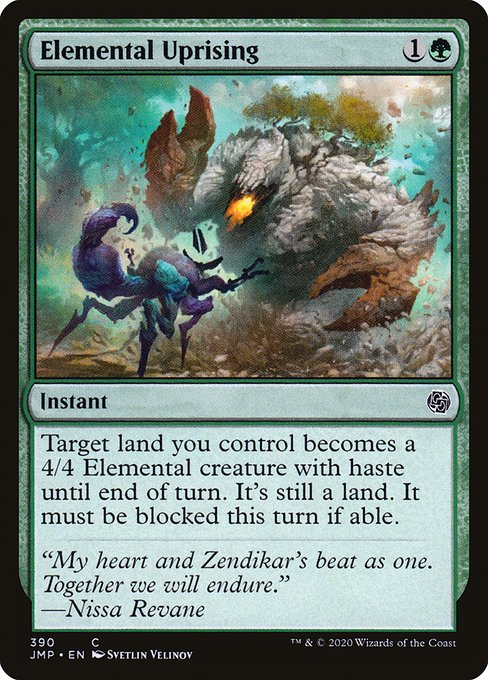 Elemental Uprising 1
Instant
Target land you control becomes a
4/4 Elemental creature with haste
until end of turn. It's still a land. It
must be blocked this turn if able.
“My heart and Zendikar's beat as one.
Together we will endure.”
—Nissa Revane
390 C
JMP • EN Svetlin Velinov
™ & © 2020 Wizards of the Coast